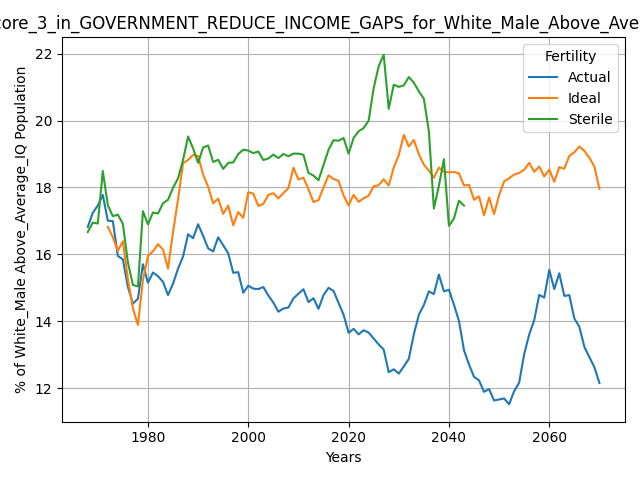 core_3_in_GOVERNMENT_REDUCE_INCOME_GAPS_for_White_Male_Above_Ave
% of White_Male Above_Average_IQ Population
22
20
18
16
14
12
1980
2000
2020
2040
2060
Years
Fertility
Actual
Ideal
Sterile